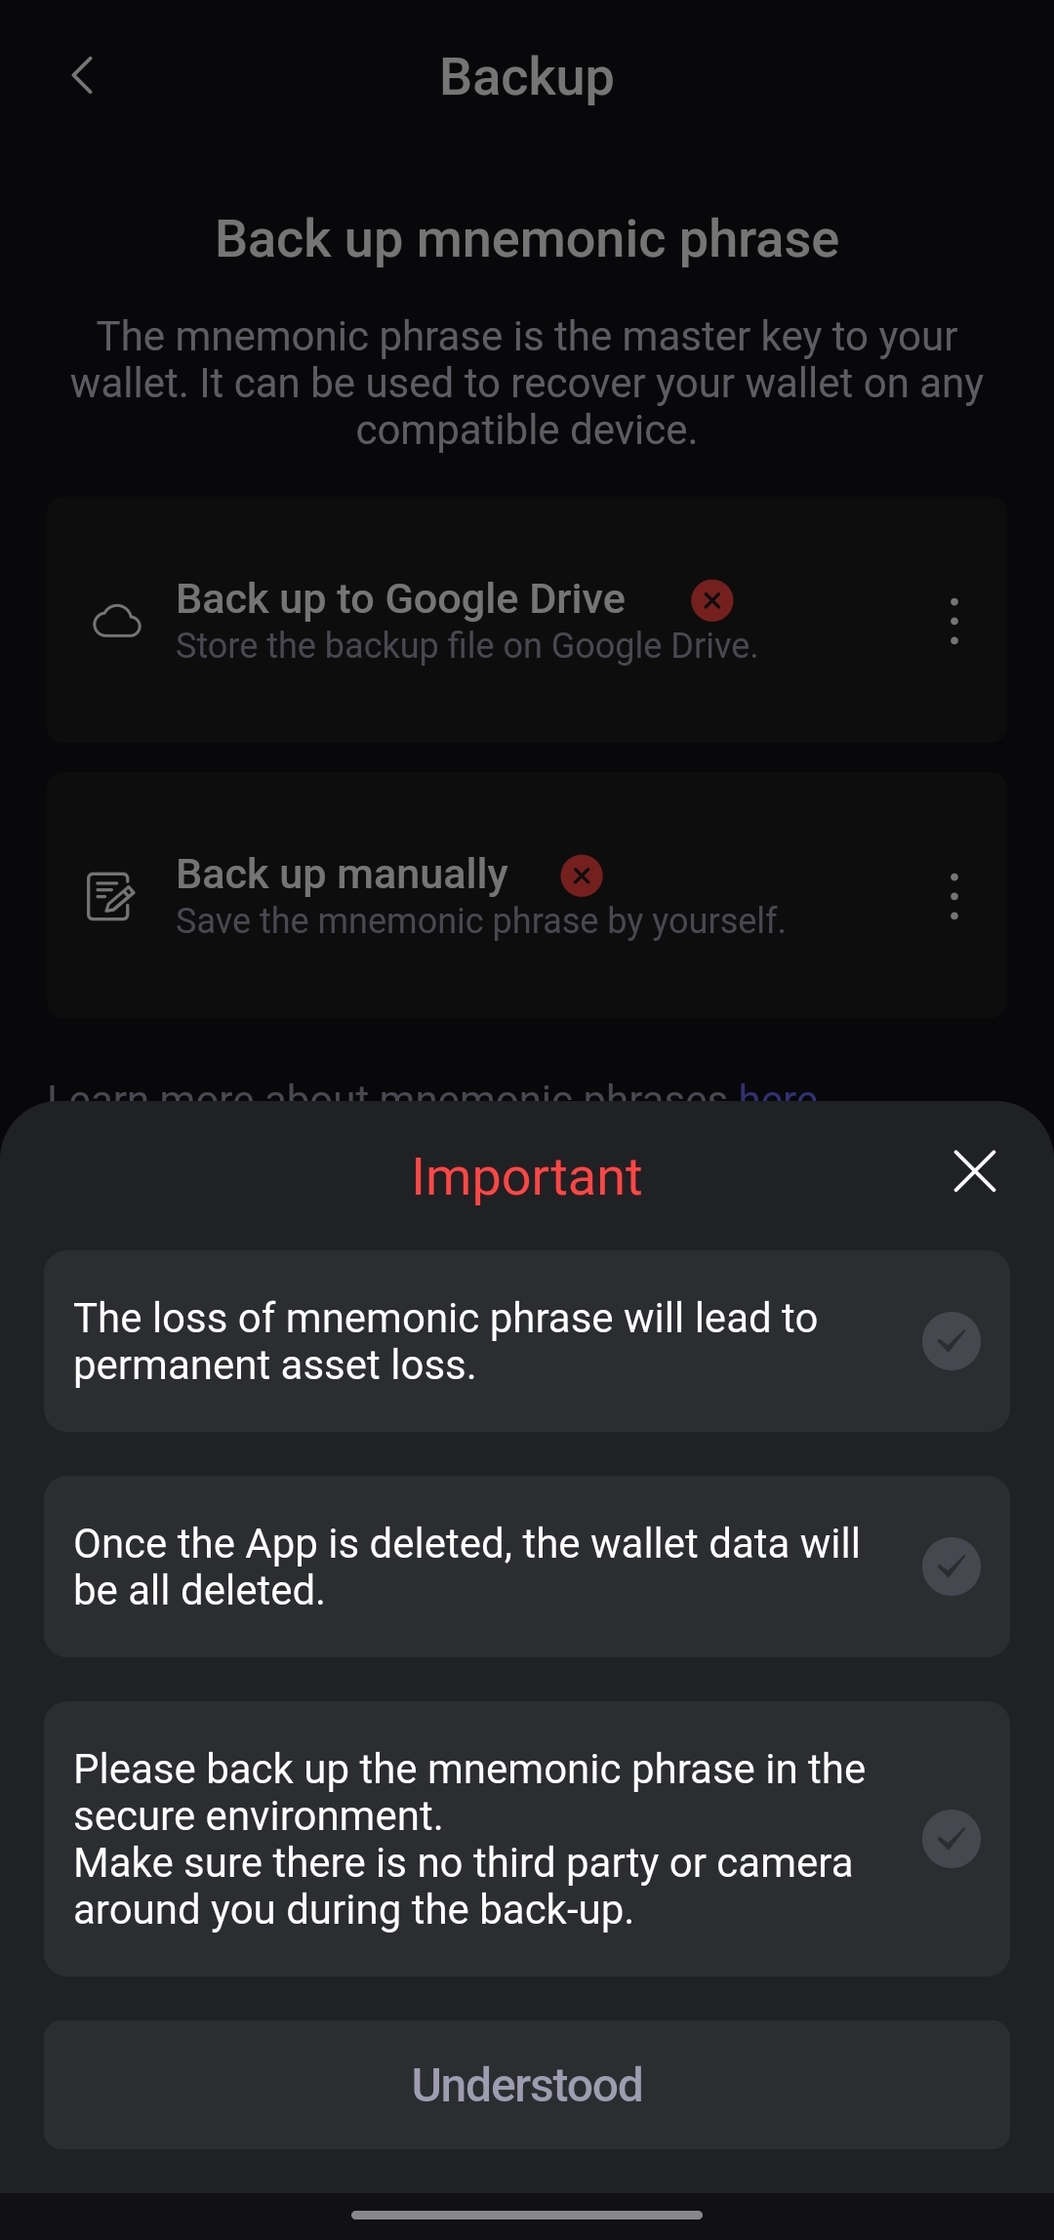 Backup
Back up mnemonic phrase
The mnemonic phrase is the master key to your
wallet. It can be used to recover your wallet on any
compatible device.
Back up to Google Drive
Store the backup file on Google Drive.
Back up manually
Save the mnemonic phrase by yourself.
Learn more about mnemonic phrases here
Important
The loss of mnemonic phrase will lead to
permanent asset loss.
Once the App is deleted, the wallet data will
be all deleted.
Please back up the mnemonic phrase in the
secure environment.
Make sure there is no third party or camera
around you during the back-up.
Understood